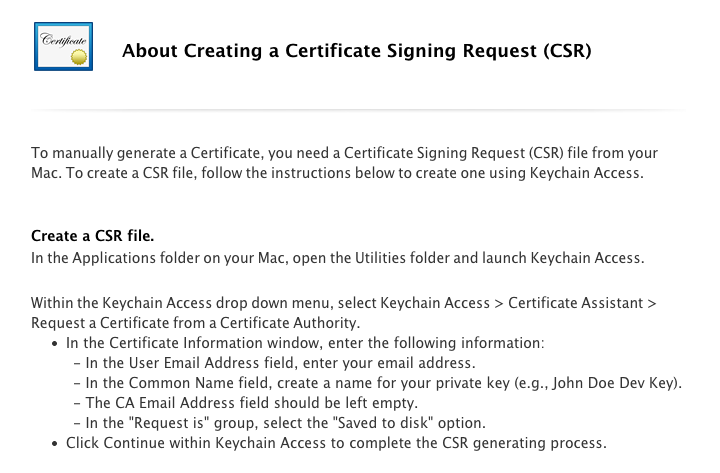 Certificate
About Creating a Certificate Signing Request (CSR)
To manually generate a Certificate, you need a Certificate Signing Request (CSR) file from your
Mac. To create a CSR file, follow the instructions below to create one using Keychain Access.
Create a CSR file.
In the Applications folder on your Mac, open the Utilities folder and launch Keychain Access.
Within the Keychain Access drop down menu, select Keychain Access > Certificate Assistant >
Request a Certificate from a Certificate Authority.
• In the Certificate Information window, enter the following information:
– In the User Email Address field, enter your email address.
– In the Common Name field, create a name for your private key (e.g., John Doe Dev Key).
– The CA Email Address field should be left empty.
– In the "Request is" group, select the "Saved to disk" option.
• Click Continue within Keychain Access to complete the CSR generating process.